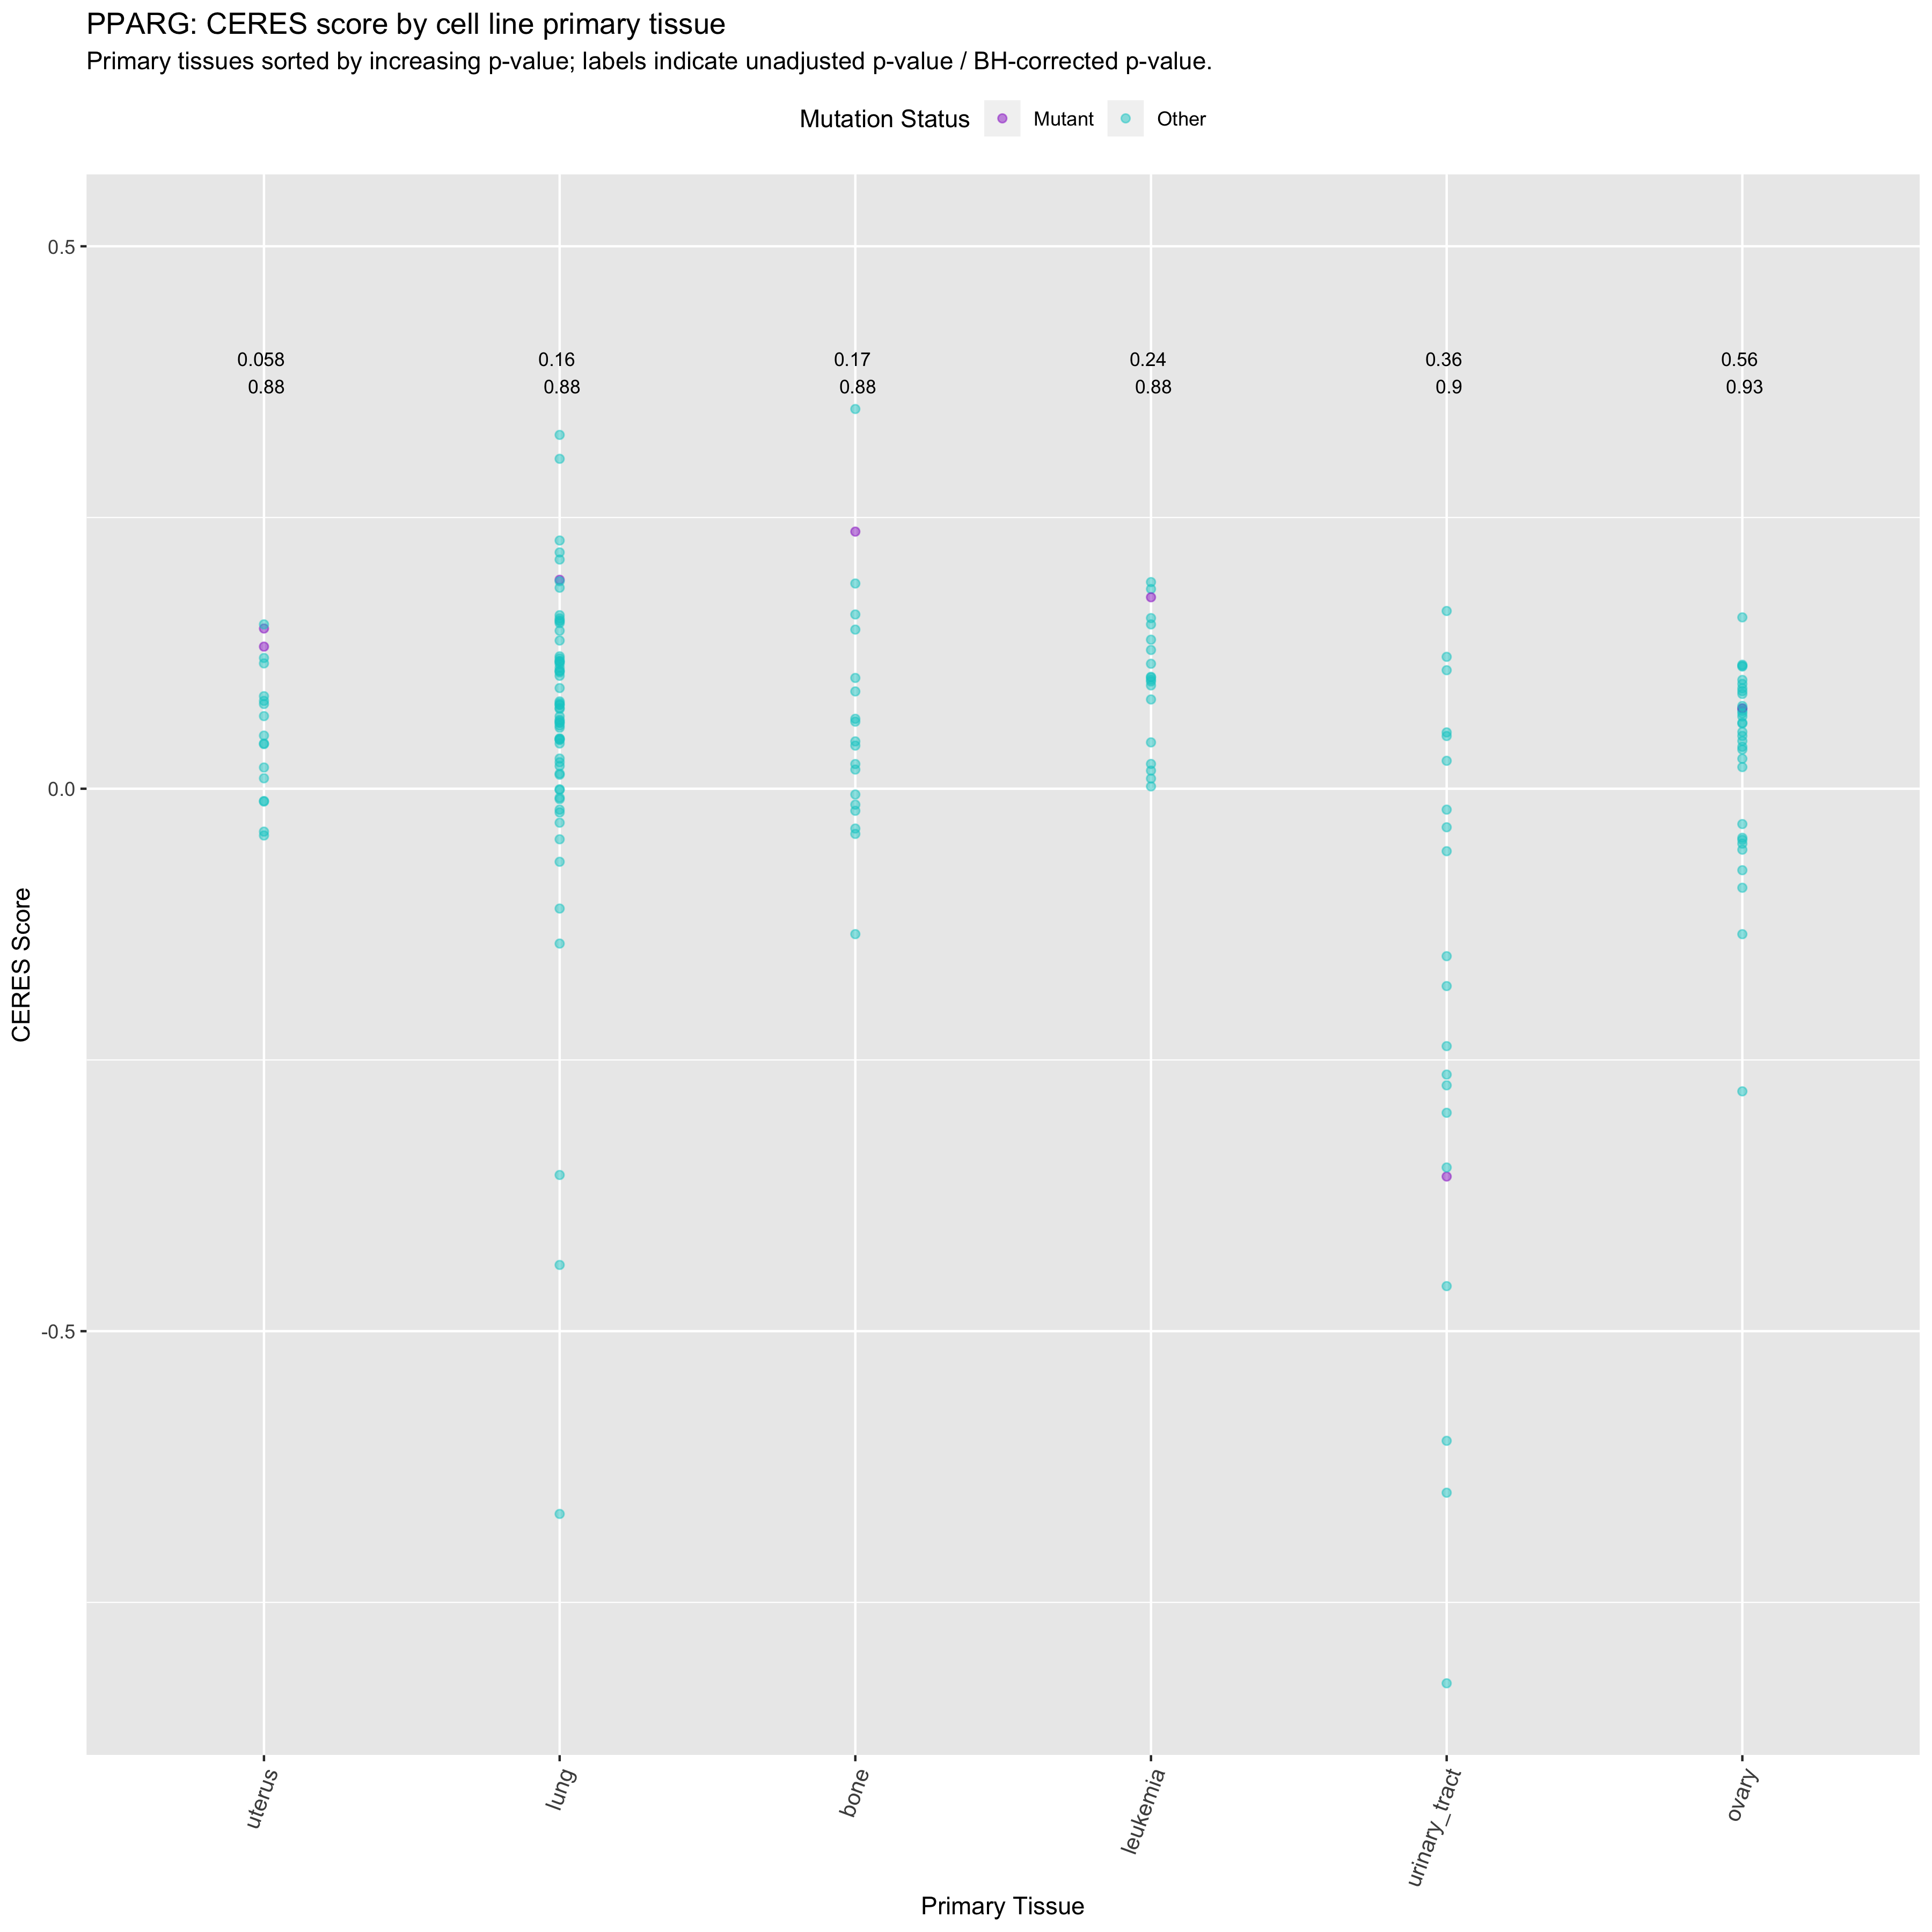 PPARG: CERES score by cell line primary tissue
Primary tissues sorted by increasing p-value; labels indicate unadjusted p-value / BH-corrected p-value.
Mutation Status Mutant Other
0.5
0.058 0.16 0.17 0.24 0.36 0.56
0.88 0.88 0.88 0.88 0.9 0.93
0.0
CERES Score
-0.5
uterus lung bone leukemia urinary_tract ovary
Primary Tissue